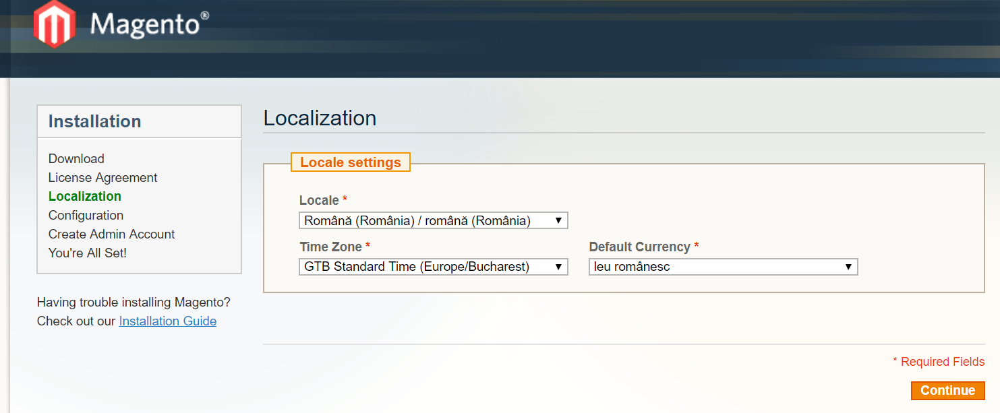 Magento®
Installation
Download
License Agreement
Localization
Configuration
Create Admin Account
You're All Set!
Having trouble installing Magento?
Check out our Installation Guide
Localization
Locale settings
Locale *
Română (România) / română (România)
Time Zone * Default Currency *
GTB Standard Time (Europe/Bucharest) leu românesc
* Required Fields
Continue